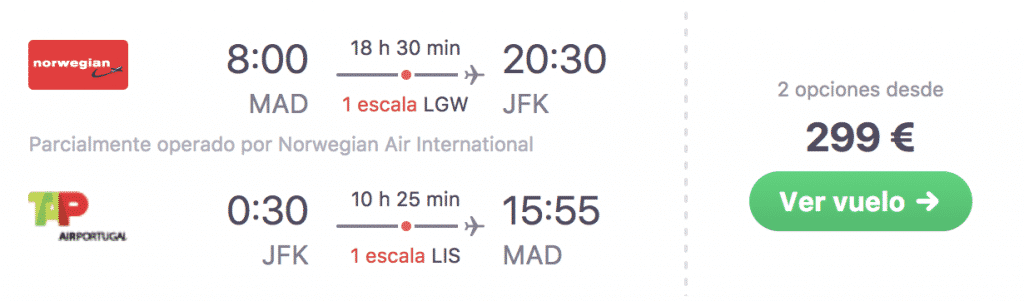 norwegian
8:00 18 h 30 min 20:30
MAD 1 escala LGW JFK
Parcialmente operado por Norwegian Air International
TAP
AIRPORTUGAL
0:30 10 h 25 min 15:55
JFK 1 escala LIS MAD
2 opciones desde
299 €
Ver vuelo →